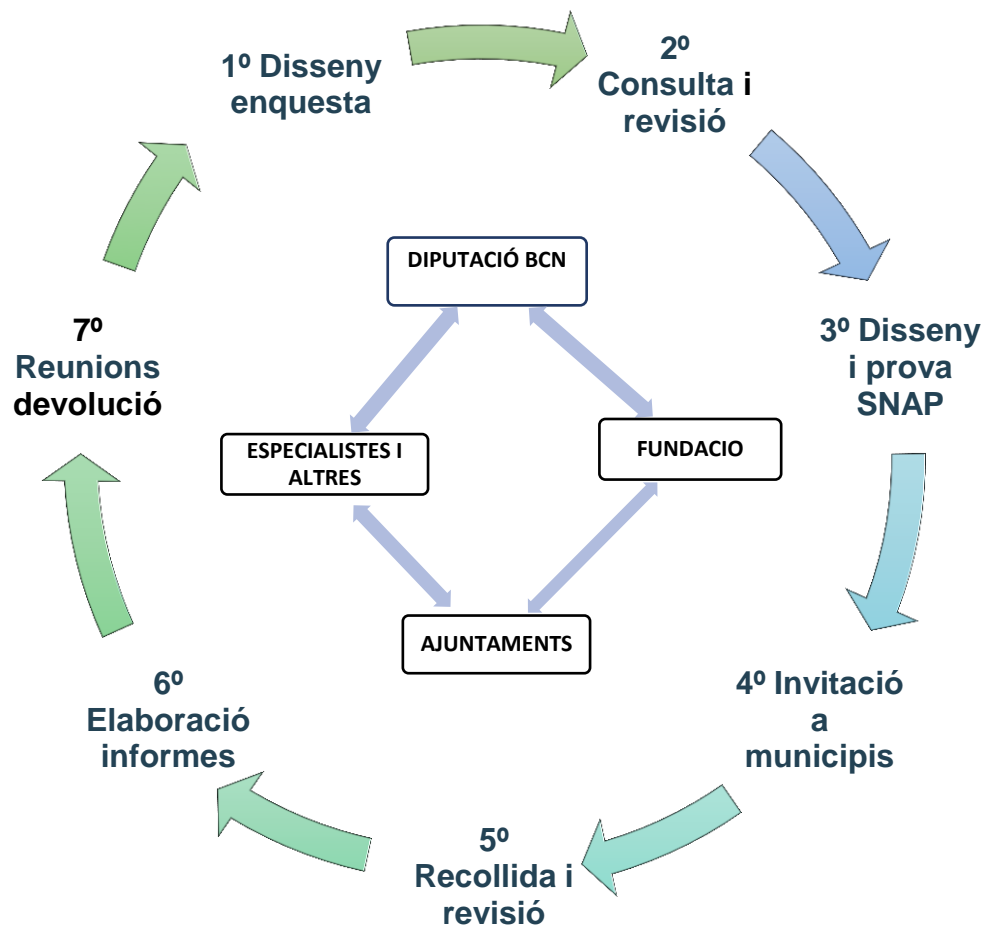 1º Disseny
enquesta
2º
Consulta i
revisió
3º Disseny
i prova
SNAP
4º Invitació
a
municipis
5º
Recollida i
revisió
6º
Elaboració
informes
7º
Reunions
devolució
DIPUTACIÓ BCN
ESPECIALISTES I
ALTRES
FUNDACIO
AJUNTAMENTS